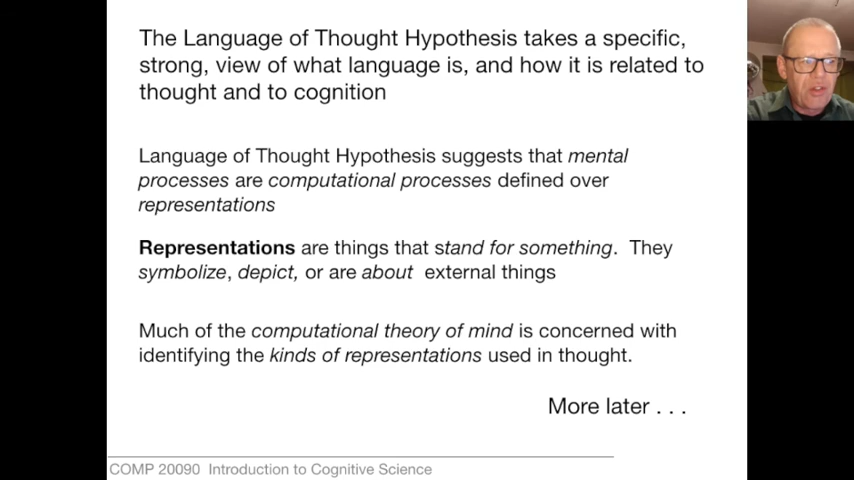 The Language of Thought Hypothesis takes a specific,
strong, view of what language is, and how it is related to
thought and to cognition
Language of Thought Hypothesis suggests that mental
processes are computational processes defined over
representations
Representations are things that stand for something. They
symbolize, depict, or are about external things
Much of the computational theory of mind is concerned with
identifying the kinds of representations used in thought.
More later . . .
COMP 20090 Introduction to Cognitive Science